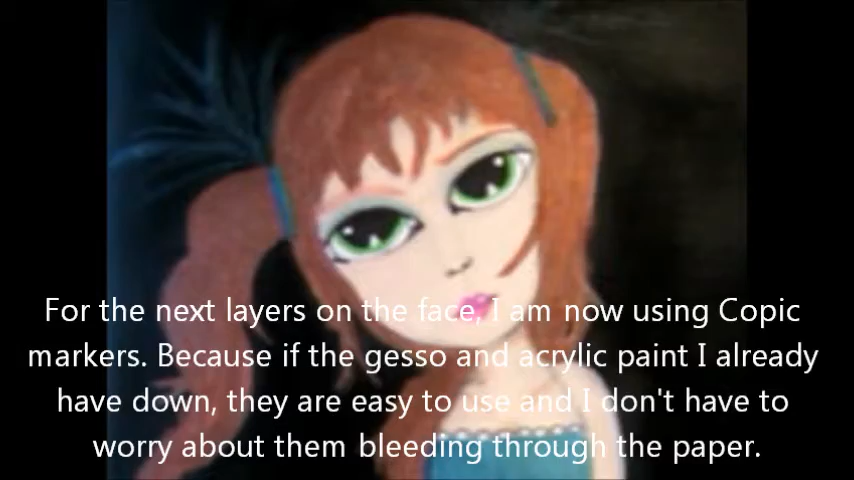 For the next layers on the face, I am now using Copic
markers. Because if the gesso and acrylic paint I already
have down, they are easy to use and I don't have to
worry about them bleeding through the paper.